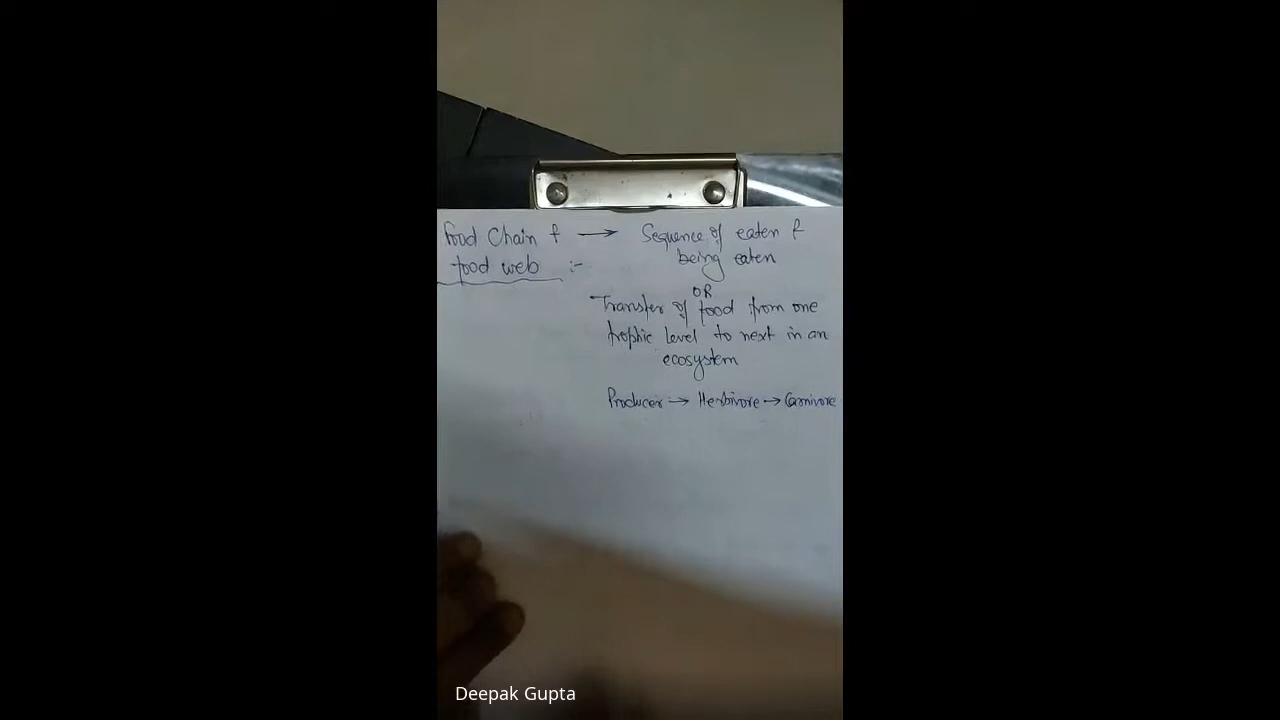 Food Chain &
food web :-
→ Sequence of eaten &
being eaten
OR
Transfer of food from one
trophic level to next in an
ecosystem
Producer → Herbivore → Carnivore
Deepak Gupta